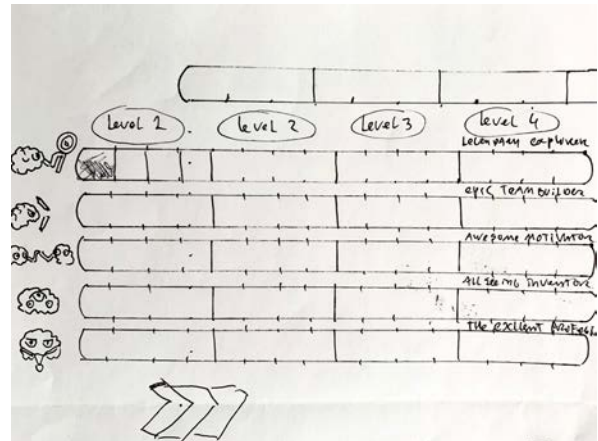 Level 1 Level 2 Level 3 Level 4
Legendary explorer
epic Team Builder
Awesome motivator
All seeing inventor
The exllent